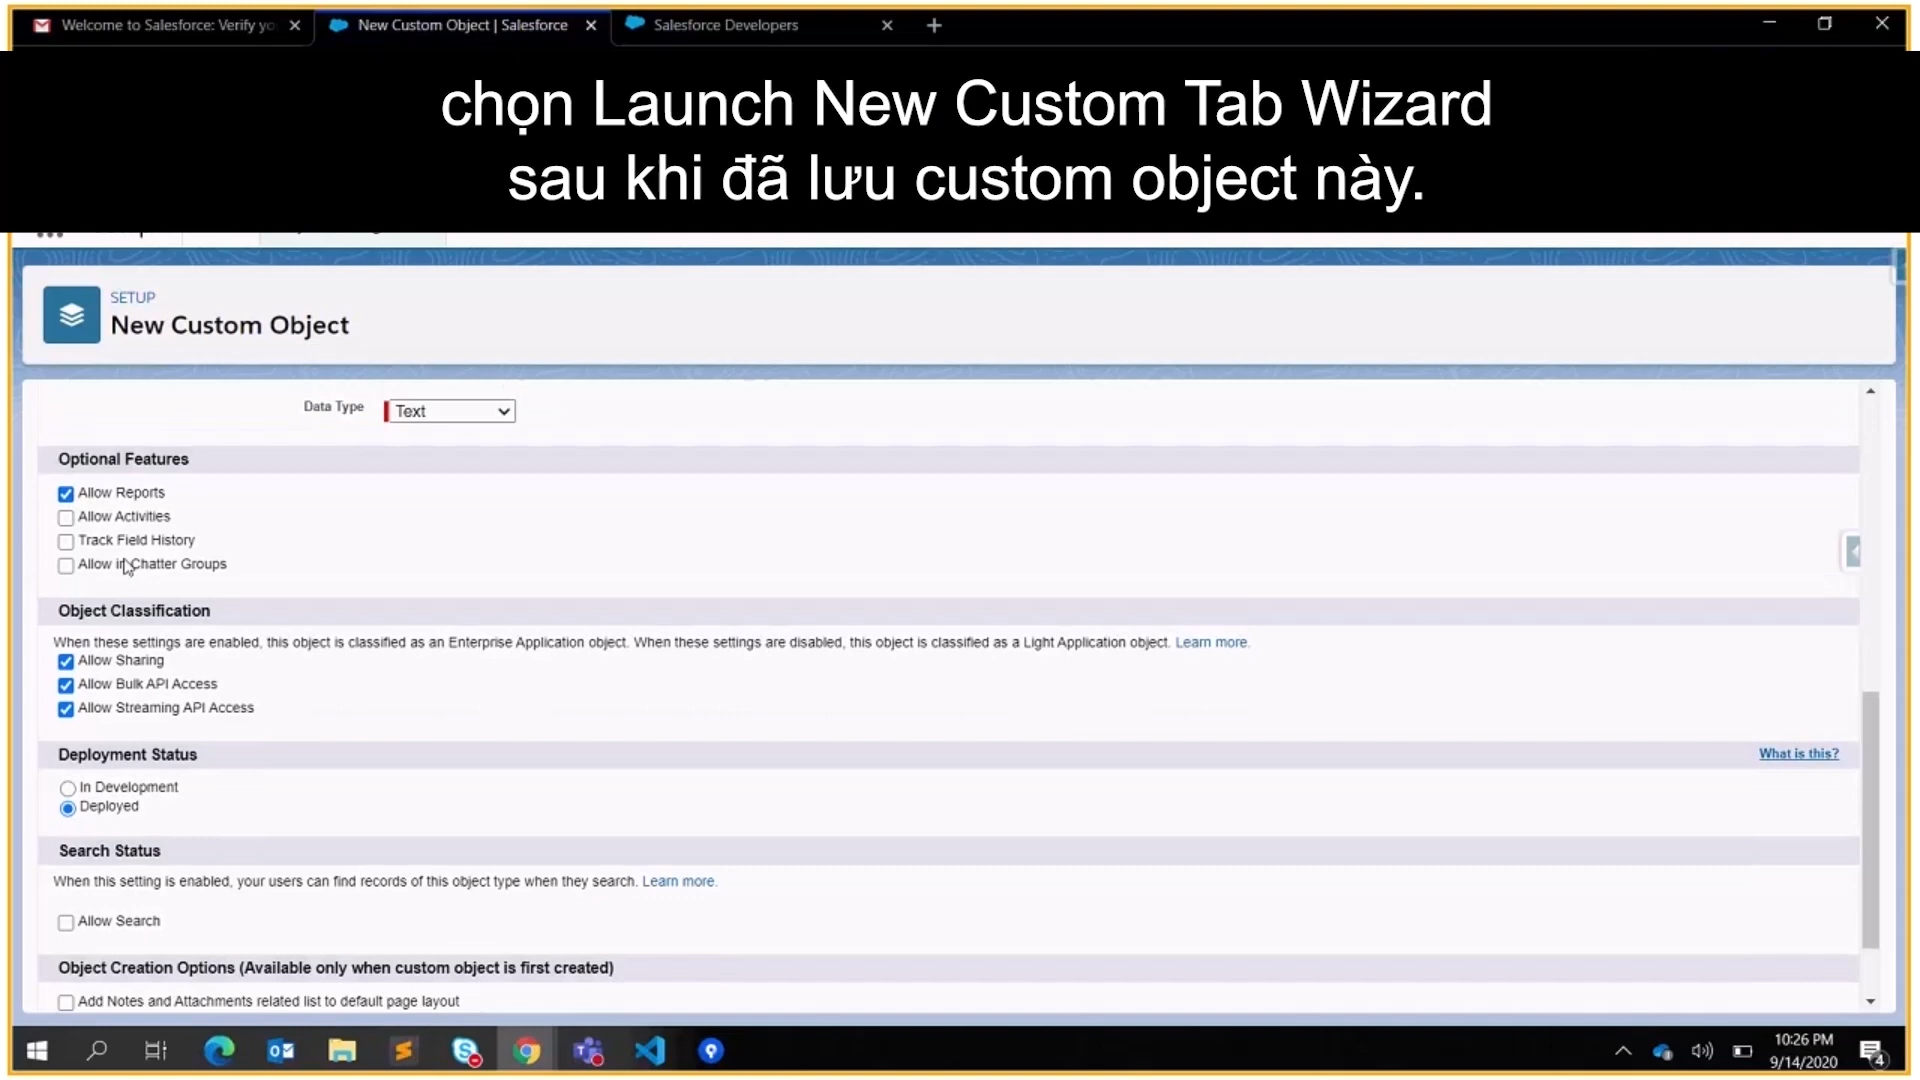 Welcome to Salesforce: Verify yo
New Custom Object | Salesforce
Salesforce Developers
chọn Launch New Custom Tab Wizard
sau khi đã lưu custom object này.
SETUP
New Custom Object
Data Type
Text
Optional Features
Allow Reports
Allow Activities
Track Field History
Allow in Chatter Groups
Object Classification
When these settings are enabled, this object is classified as an Enterprise Application object. When these settings are disabled, this object is classified as a Light Application object. Learn more.
Allow Sharing
Allow Bulk API Access
Allow Streaming API Access
Deployment Status
What is this?
In Development
Deployed
Search Status
When this setting is enabled, your users can find records of this object type when they search. Learn more.
Allow Search
Object Creation Options (Available only when custom object is first created)
Add Notes and Attachments related list to default page layout
10:26 PM
9/14/2020
4